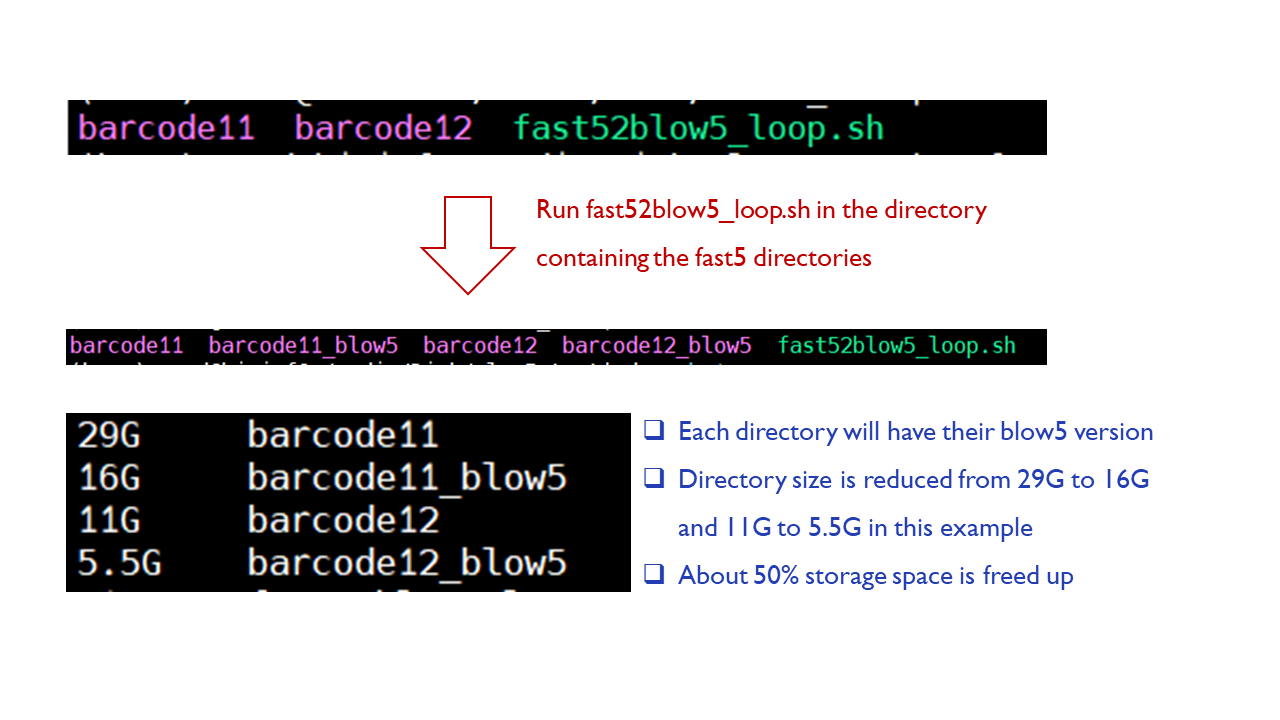 barcode11 barcode12 fast52blow5_loop.sh
Run fast52blow5_loop.sh in the directory
containing the fast5 directories
barcode11 barcode11_blow5 barcode12 barcode12_blow5 fast52blow5_loop.sh
29G barcode11
16G barcode11_blow5
11G barcode12
5.5G barcode12_blow5
❑ Each directory will have their blow5 version
❑ Directory size is reduced from 29G to 16G
and 11G to 5.5G in this example
❑ About 50% storage space is freed up